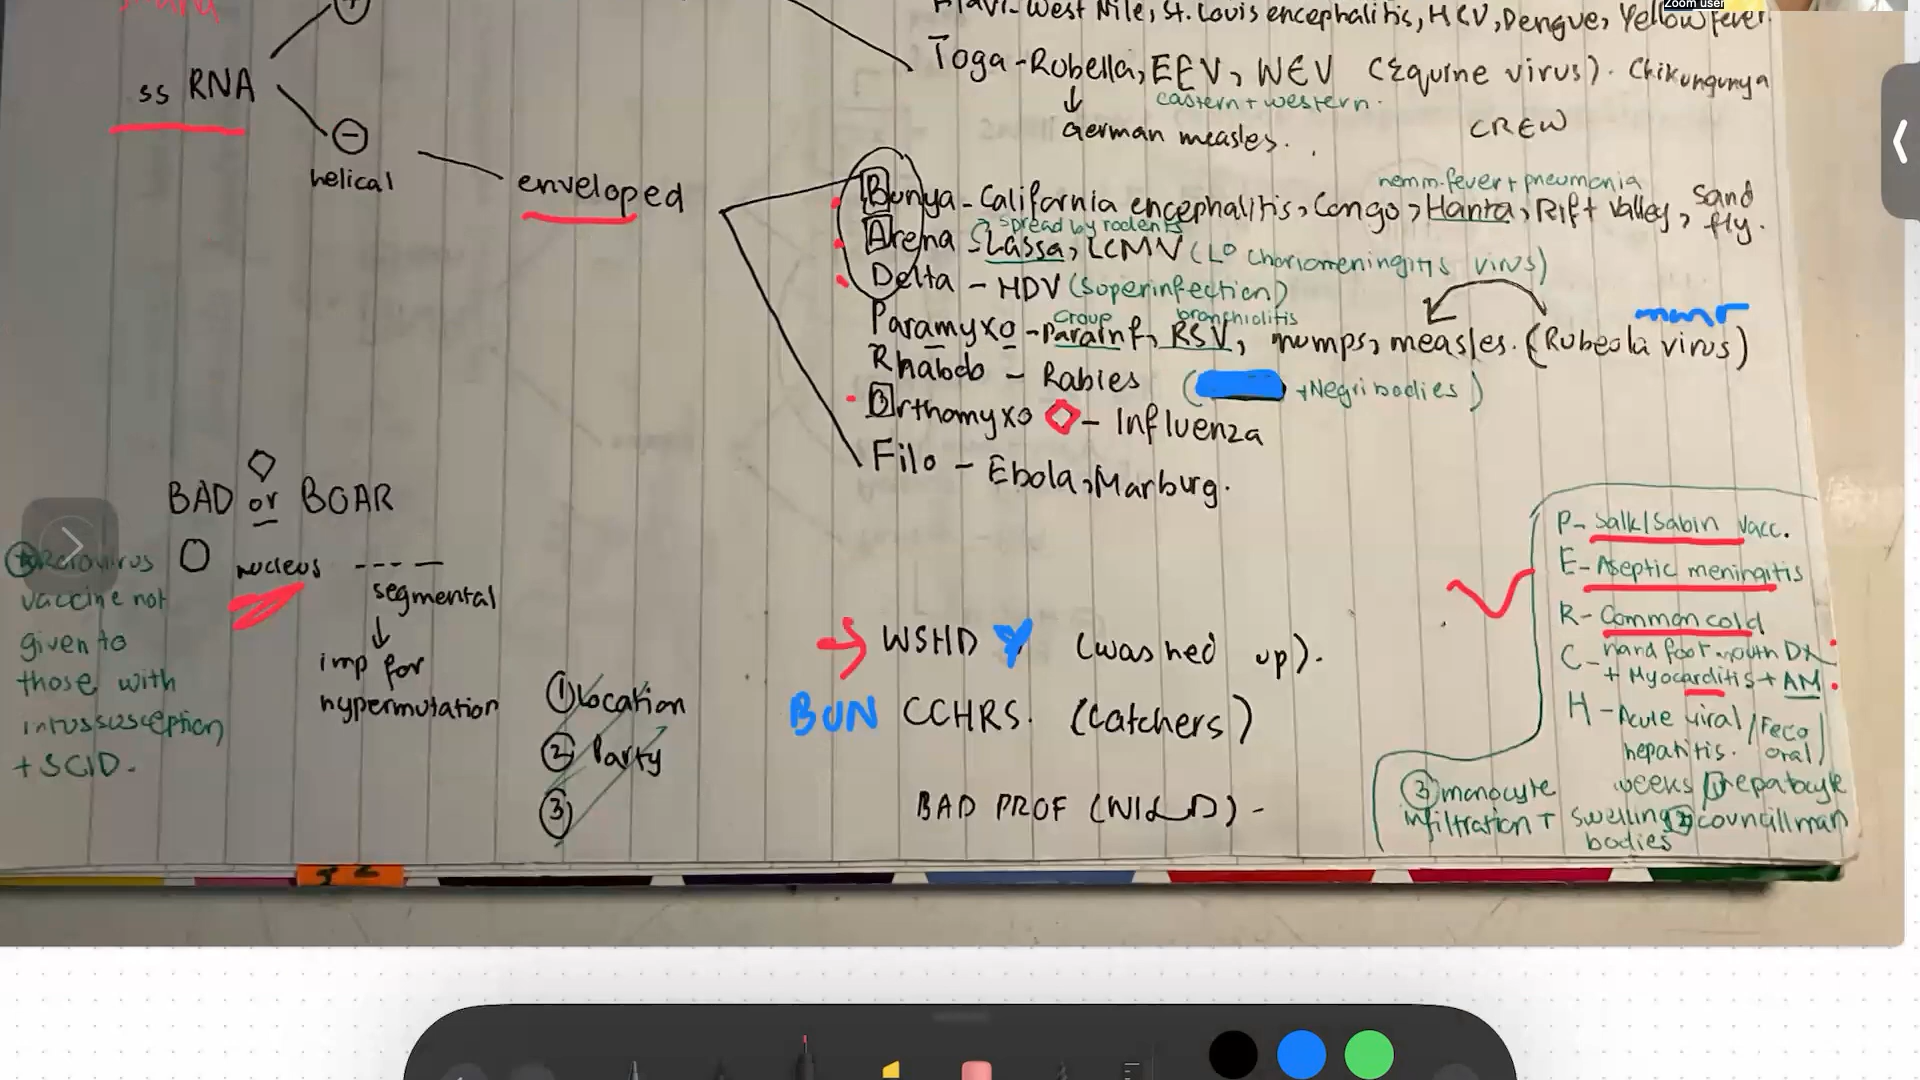 Zoom user
Flavi-West Nile, St. Louis encephalitis, HCV, Dengue, Yellow fever.
Toga-Rubella, EEV, WEV (Equine virus). Chikungunya
eastern + western.
German measles.
CREW
ss RNA
+
-
helical
enveloped
hemm. fever + pneumonia
Bunya - California encephalitis, Congo, Hanta, Rift Valley, Sand fly.
spread by rodents
Arena - Lassa, LCMV (Lo choriomeningitis virus)
Delta - HDV (superinfection)
Croup bronchiolitis
Paramyxo - parainf, RSV, mumps, measles. (Rubeola virus)
Rhabdo - Rabies ( + Negri bodies)
Orthomyxo - Influenza
Filo - Ebola, Marburg.
BAD or BOAR
nucleus
segmental
imp for
hypermutation
vaccine not
given to
those with
intussusception
+ SCID.
① Location
② Party
③
WSHD (washed up).
BUN CCHRS. (Catchers)
BAD PROF
P- Salk/Sabin Vacc.
E- Aseptic meningitis
R- Common cold
C- hand foot mouth Dx
+ Myocarditis + AM
H- Acute viral / Feco
hepatitis. oral /
③ monocyte
infiltration
weeks
swelling ② councillman
bodies